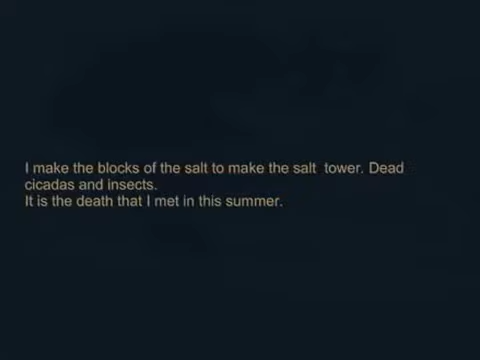 I make the blocks of the salt to make the salt  tower. Dead
cicadas and insects.
It is the death that I met in this summer.